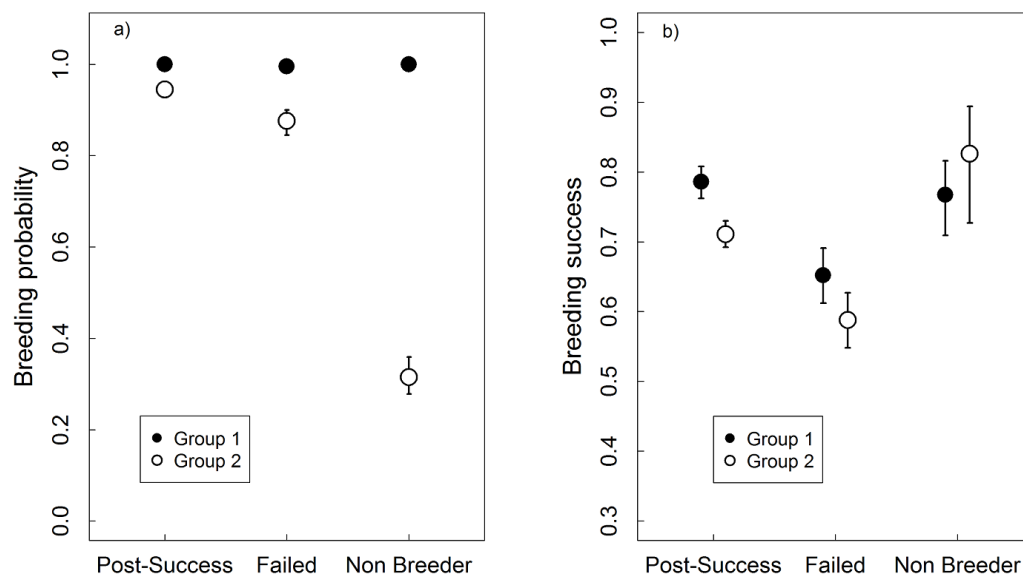 a)
Breeding probability
1.0
0.8
0.6
0.4
0.2
0.0
Group 1
Group 2
Post-Success Failed Non Breeder
b)
Breeding success
1.0
0.9
0.8
0.7
0.6
0.5
0.4
0.3
Group 1
Group 2
Post-Success Failed Non Breeder